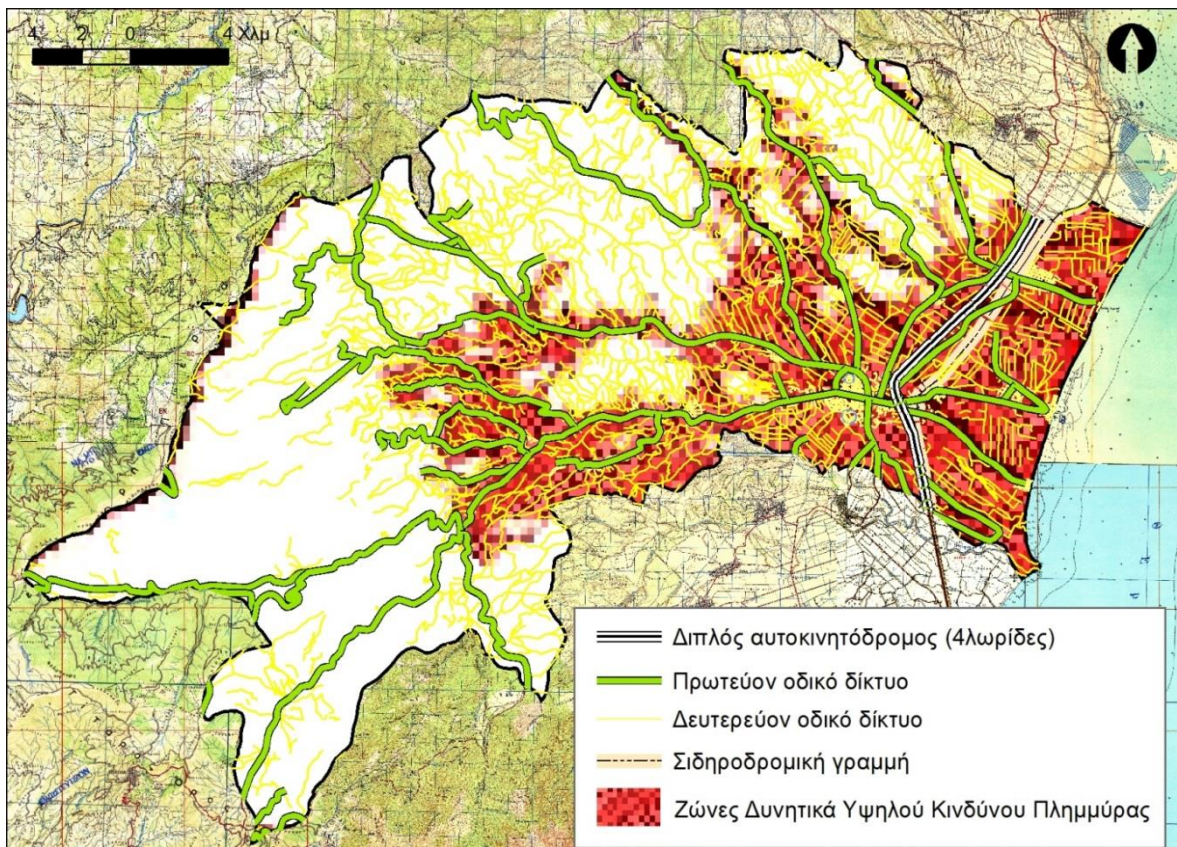 4 2 0 4 Χλμ
Διπλός αυτοκινητόδρομος (4λωρίδες)
Πρωτεύον οδικό δίκτυο
Δευτερεύον οδικό δίκτυο
Σιδηροδρομική γραμμή
Ζώνες Δυνητικά Υψηλού Κινδύνου Πλημμύρας